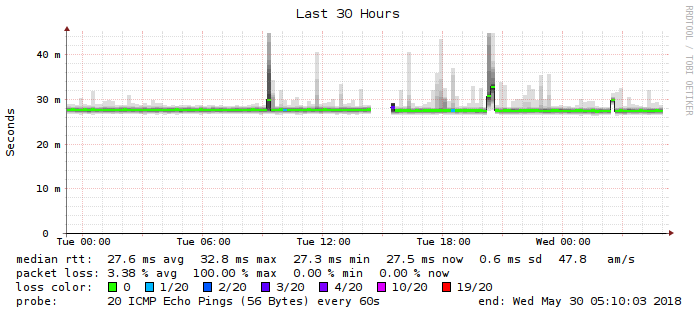 Last 30 Hours
RRDTOOL / TOBI OETIKER
Seconds
40 m
30 m
20 m
10 m
0
Tue 00:00 Tue 06:00 Tue 12:00 Tue 18:00 Wed 00:00
median rtt: 27.6 ms avg 32.8 ms max 27.3 ms min 27.5 ms now 0.6 ms sd 47.8 am/s
packet loss: 3.38 % avg 100.00 % max 0.00 % min 0.00 % now
loss color: 0 1/20 2/20 3/20 4/20 10/20 19/20
probe: 20 ICMP Echo Pings (56 Bytes) every 60s end: Wed May 30 05:10:03 2018